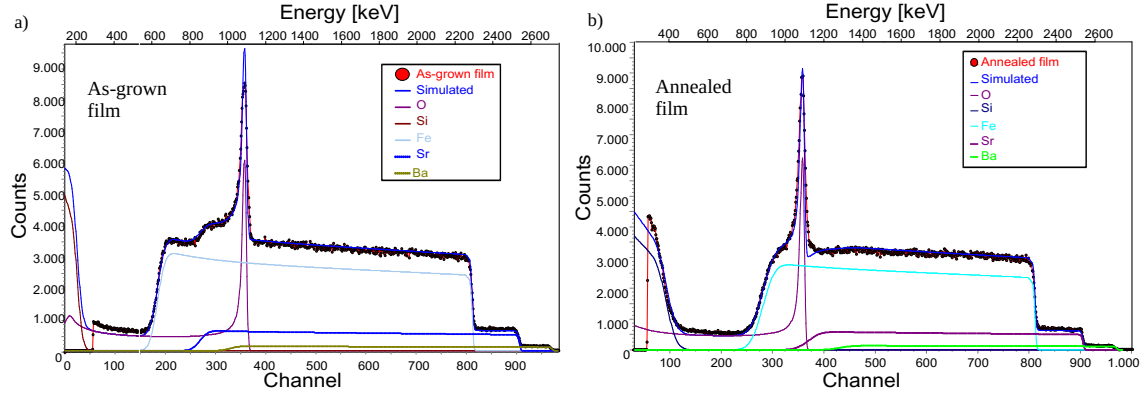 a)
Energy [keV]
200 400 600 800 1000 1200 1400 1600 1800 2000 2200 2400 2600
As-grown
film
As-grown film
Simulated
O
Si
Fe
Sr
Ba
Counts
9.000
8.000
7.000
6.000
5.000
4.000
3.000
2.000
1.000
0
0 100 200 300 400 500 600 700 800 900
Channel
b)
Energy [keV]
400 600 800 1000 1200 1400 1600 1800 2000 2200 2400 2600
Annealed
film
Annealed film
Simulated
O
Si
Fe
Sr
Ba
Counts
10.000
9.000
8.000
7.000
6.000
5.000
4.000
3.000
2.000
1.000
0
100 200 300 400 500 600 700 800 900 1.000
Channel